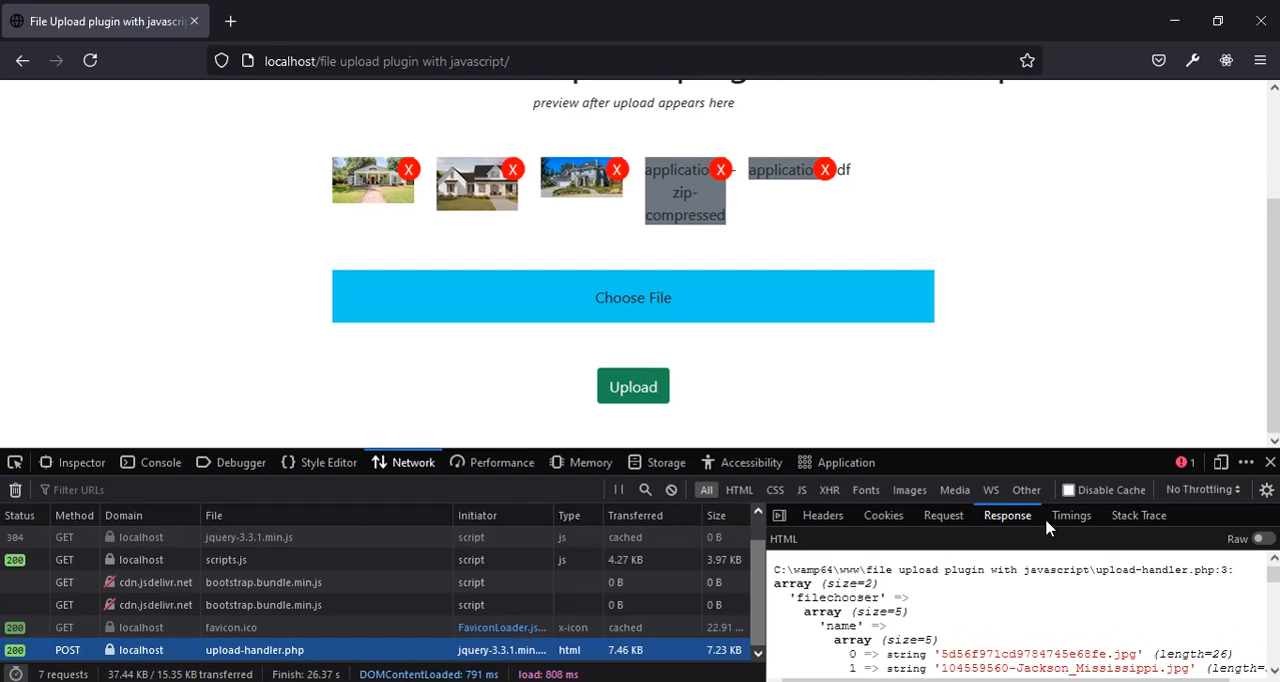 File Upload plugin with javascri
localhost/file upload plugin with javascript/
preview after upload appears here
X X X X X
applicatio - zip- compressed
applicatio df
Choose File
Upload
Inspector Console Debugger Style Editor Network Performance Memory Storage Accessibility Application 1
Filter URLs All HTML CSS JS XHR Fonts Images Media WS Other Disable Cache No Throttling
Status Method Domain File Initiator Type Transferred Size
304 GET localhost jquery-3.3.1.min.js script js cached 0 B
200 GET localhost scripts.js script js 4.27 KB 3.97 KB
GET cdn.jsdelivr.net bootstrap.bundle.min.js script 0 B 0 B
GET cdn.jsdelivr.net bootstrap.bundle.min.js script 0 B 0 B
200 GET localhost favicon.ico FaviconLoader.js... x-icon cached 22.91 ...
200 POST localhost upload-handler.php jquery-3.3.1.min.... html 7.46 KB 7.23 KB
7 requests 37.44 KB / 15.35 KB transferred Finish: 26.37 s DOMContentLoaded: 791 ms load: 808 ms
Headers Cookies Request Response Timings Stack Trace
HTML Raw
C:\wamp64\www\file upload plugin with javascript\upload-handler.php:3:
array (size=2)
'filechooser' =>
array (size=5)
'name' =>
array (size=5)
0 => string '5d56f971cd9784745e68fe.jpg' (length=26)
1 => string '104559560-Jackson_Mississippi.jpg' (length=